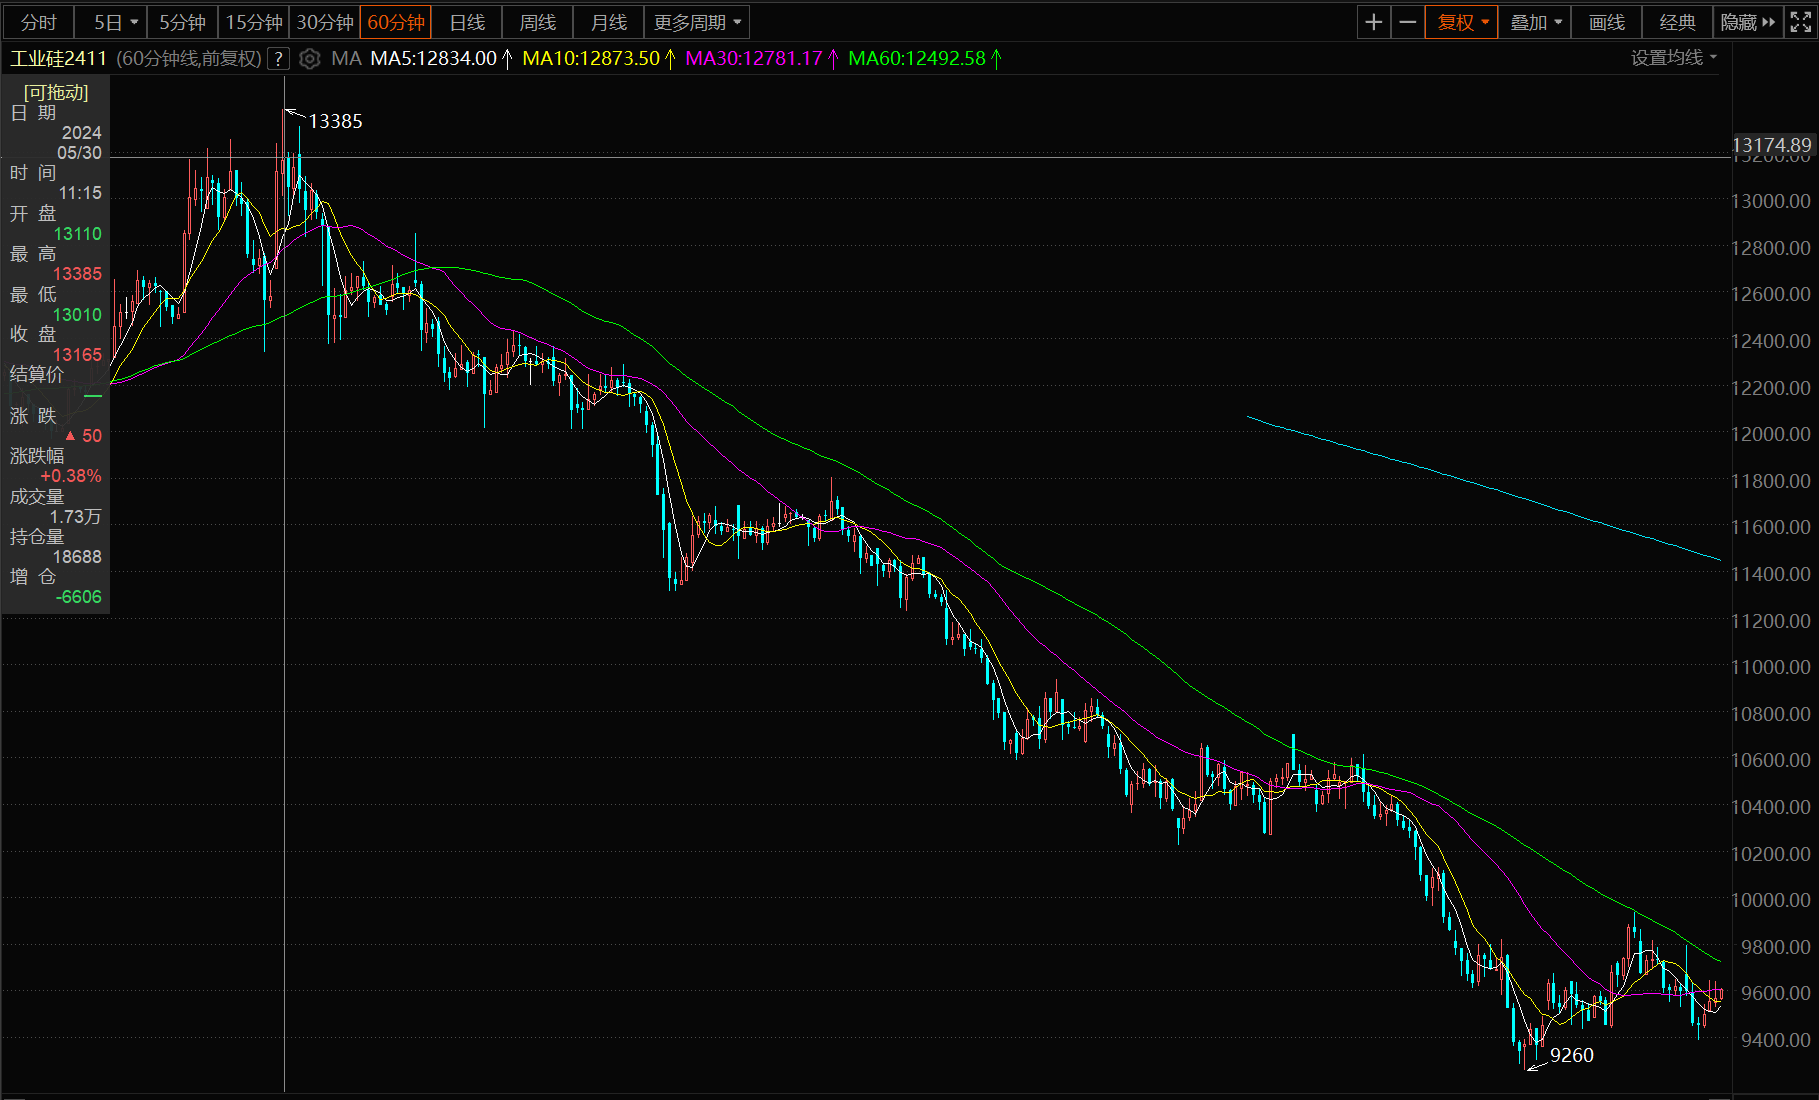 分时 5日 5分钟 15分钟 30分钟 60分钟 日线 周线 月线 更多周期 复权 叠加 画线 经典 隐藏
工业硅2411 (60分钟线,前复权) ? MA MA5:12834.00↑ MA10:12873.50↑ MA30:12781.17↑ MA60:12492.58↑ 设置均线
[可拖动]
日 期
2024
05/30
时 间
11:15
开 盘
13110
最 高
13385
最 低
13010
收 盘
13165
结算价
—
涨 跌
▲ 50
涨跌幅
+0.38%
成交量
1.73万
持仓量
18688
增 仓
-6606
13385
9260
13174.89
13200.00
13000.00
12800.00
12600.00
12400.00
12200.00
12000.00
11800.00
11600.00
11400.00
11200.00
11000.00
10800.00
10600.00
10400.00
10200.00
10000.00
9800.00
9600.00
9400.00